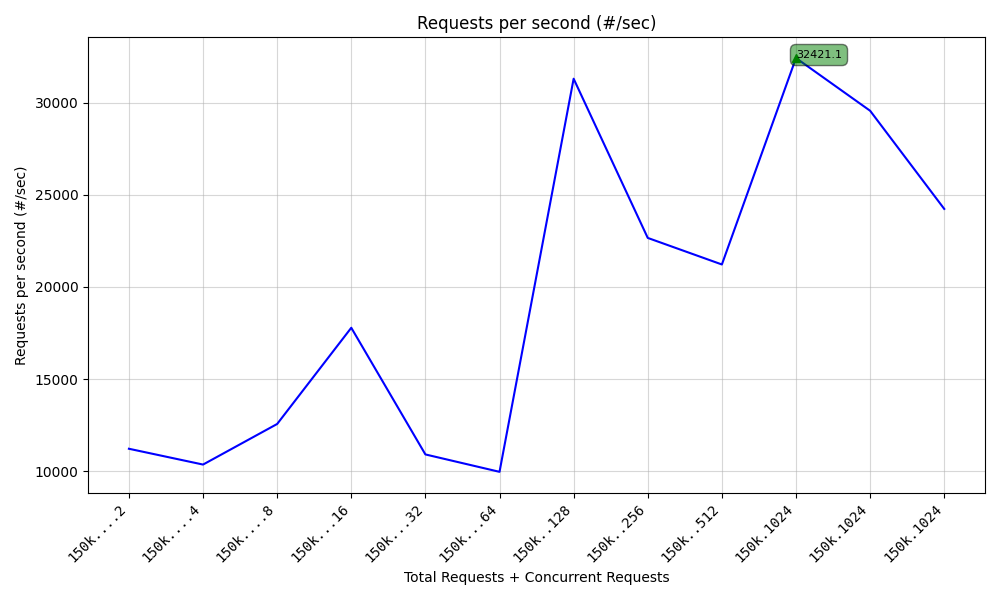 Requests per second (#/sec)
32421.1
Requests per second (#/sec)
30000
25000
20000
15000
10000
150k....2
150k....4
150k....8
150k...16
150k...32
150k...64
150k..128
150k..256
150k..512
150k.1024
150k.1024
150k.1024
Total Requests + Concurrent Requests